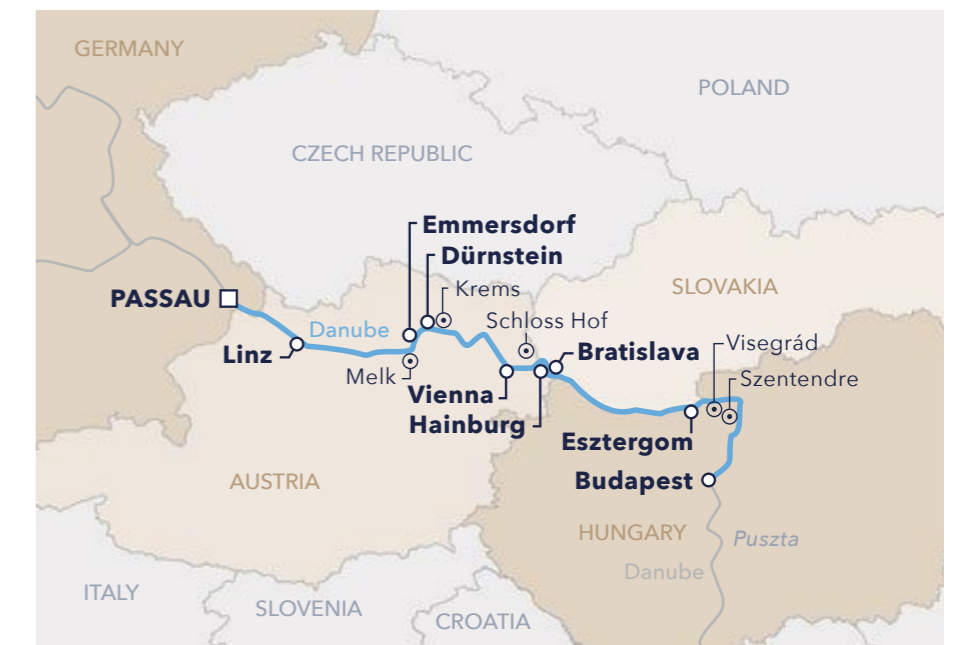 GERMANY
POLAND
CZECH REPUBLIC
Emmersdorf
Dürnstein
Krems
SLOVAKIA
PASSAU
Danube
Schloss Hof
Visegrád
Linz
Bratislava
Melk
Szentendre
Vienna
Hainburg
Esztergom
AUSTRIA
Budapest
HUNGARY
Puszta
Danube
ITALY
SLOVENIA
CROATIA